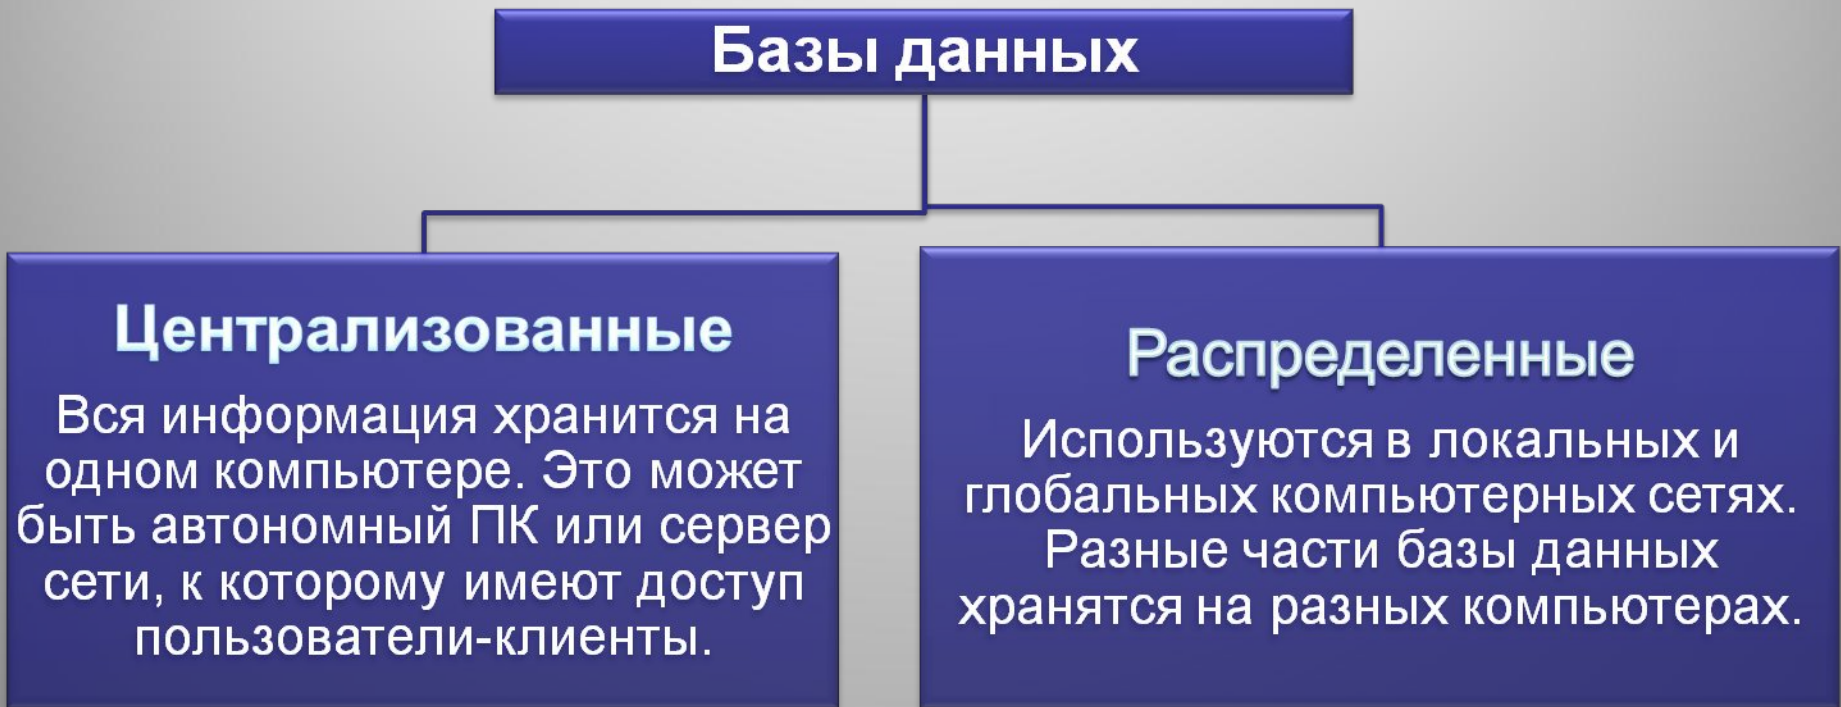 Базы данных
Централизованные
Вся информация хранится на
одном компьютере. Это может
быть автономный ПК или сервер
сети, к которому имеют доступ
пользователи-клиенты.
Распределенные
Используются в локальных и
глобальных компьютерных сетях.
Разные части базы данных
хранятся на разных компьютерах.